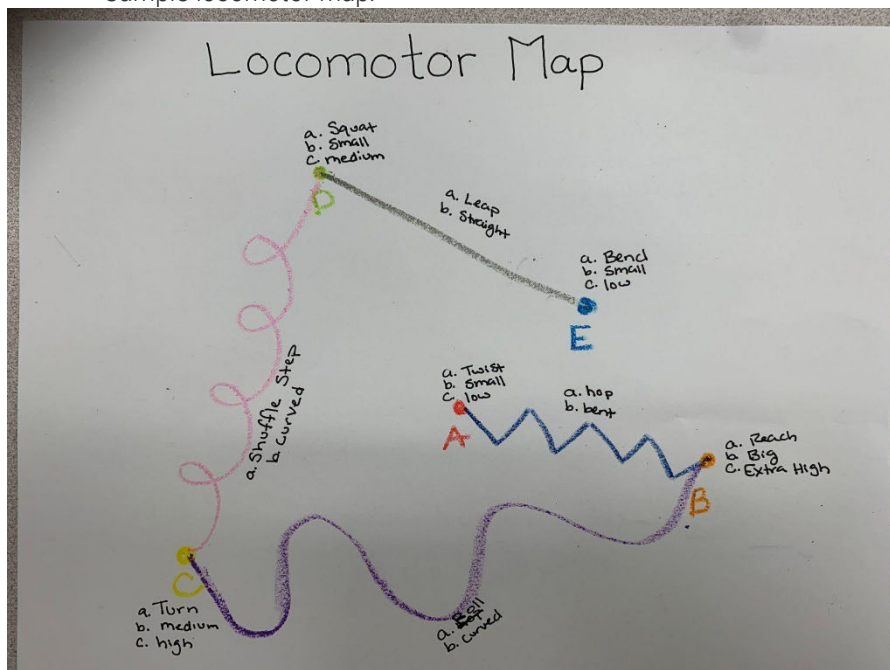 Sample locomotor map:
Locomotor Map
a. Squat
b. Small
c. medium
D
a. Leap
b. Straight
a. Bend
b. small
c. low
E
a. Twist
b. small
c. low
A
a. hop
b. bent
a. Reach
b. Big
c. Extra High
B
a. Shuffle Step
b. Curved
C
a. Turn
b. medium
c. high
a. Roll
b. Curved